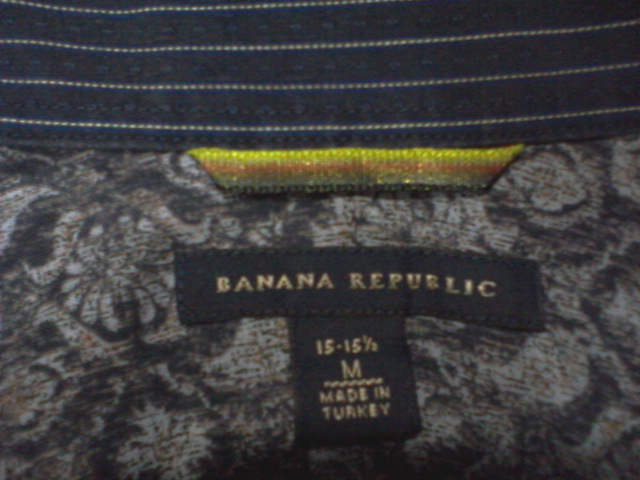 BANANA REPUBLIC
15-15½
M
MADE IN
TURKEY